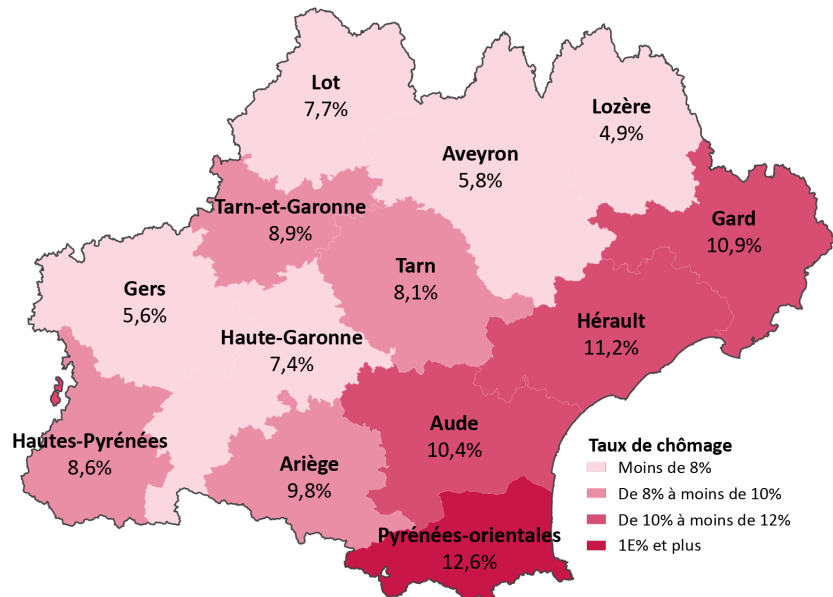 Lot
7,7%
Lozère
4,9%
Aveyron
5,8%
Tarn-et-Garonne
8,9%
Gard
10,9%
Tarn
8,1%
Gers
5,6%
Haute-Garonne
7,4%
Hérault
11,2%
Hautes-Pyrénées
8,6%
Ariège
9,8%
Aude
10,4%
Pyrénées-orientales
12,6%
Taux de chômage
Moins de 8%
De 8% à moins de 10%
De 10% à moins de 12%
1E% et plus